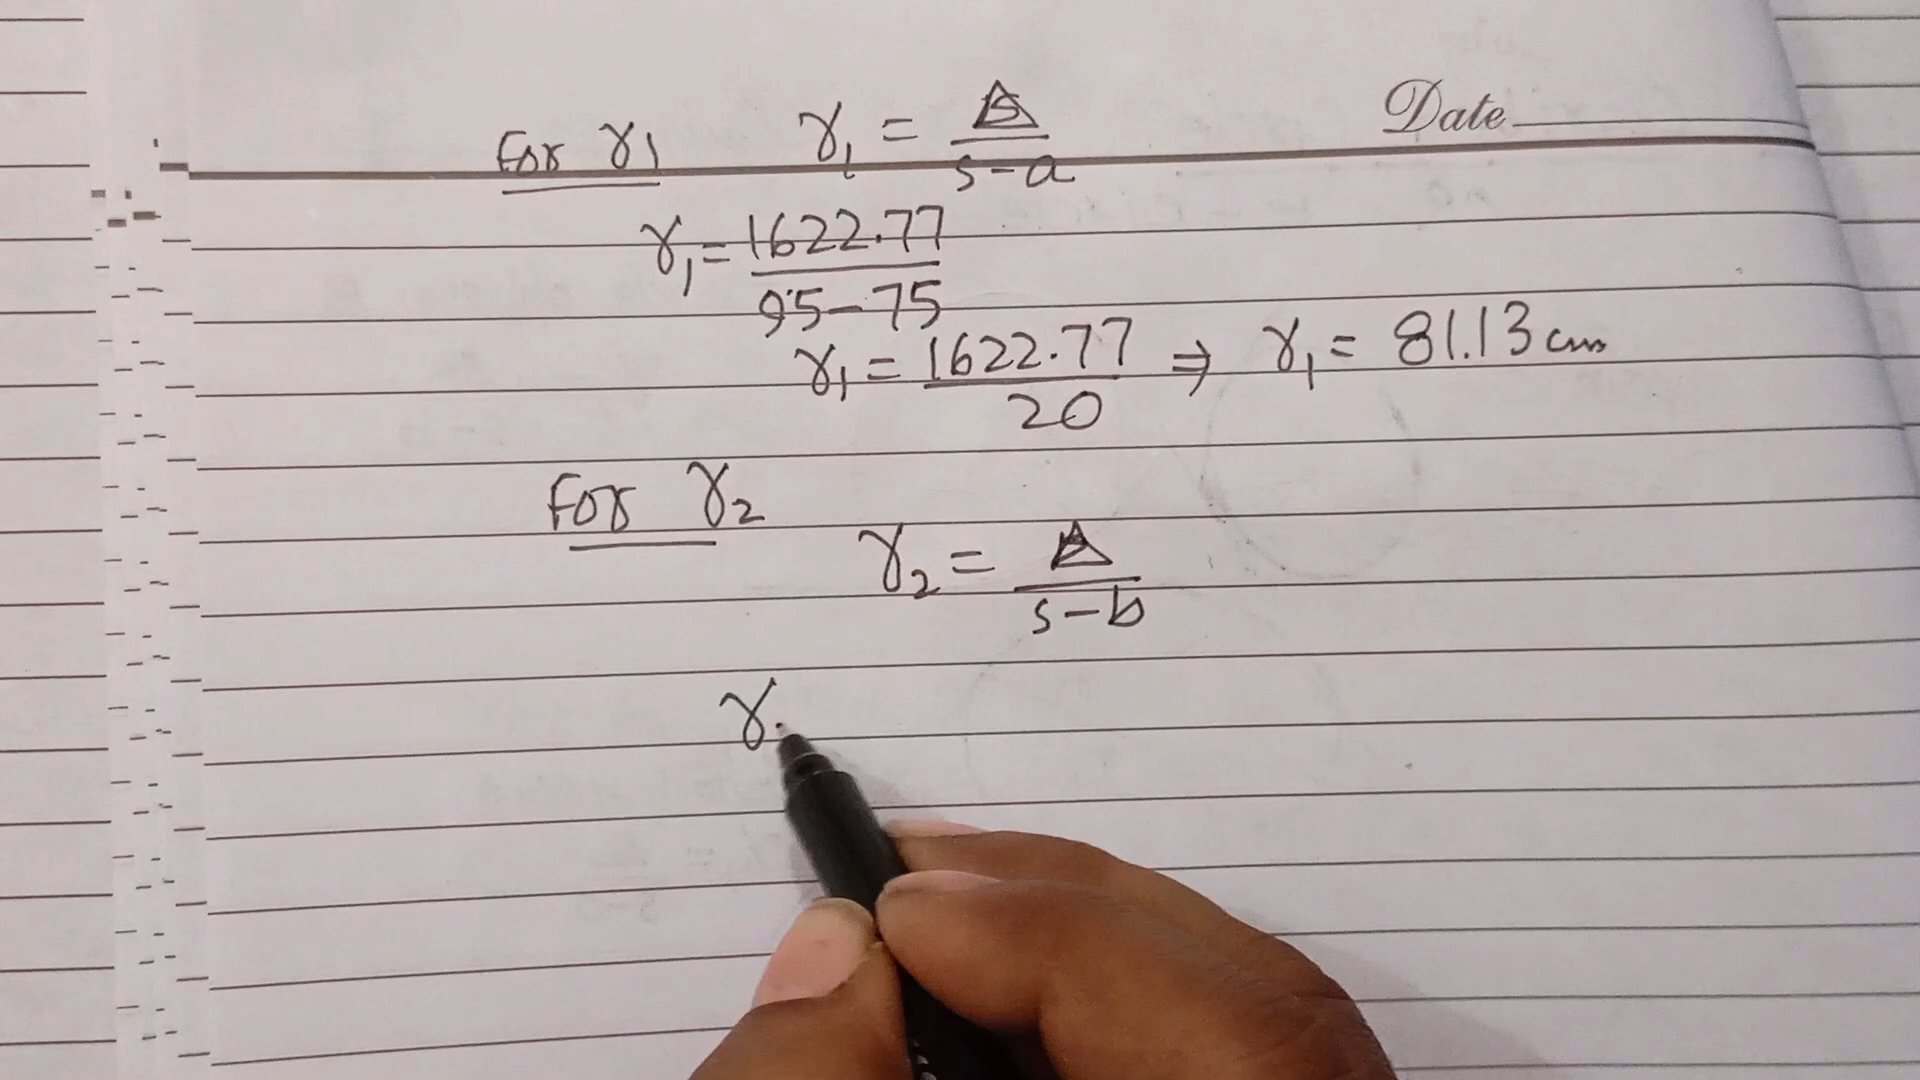 Date
For r1 r1 = Δ / s-a
r1 = 1622.77 / 95-75
r1 = 1622.77 / 20 ⇒ r1 = 81.13 cm
For r2
r2 = Δ / s-b
r